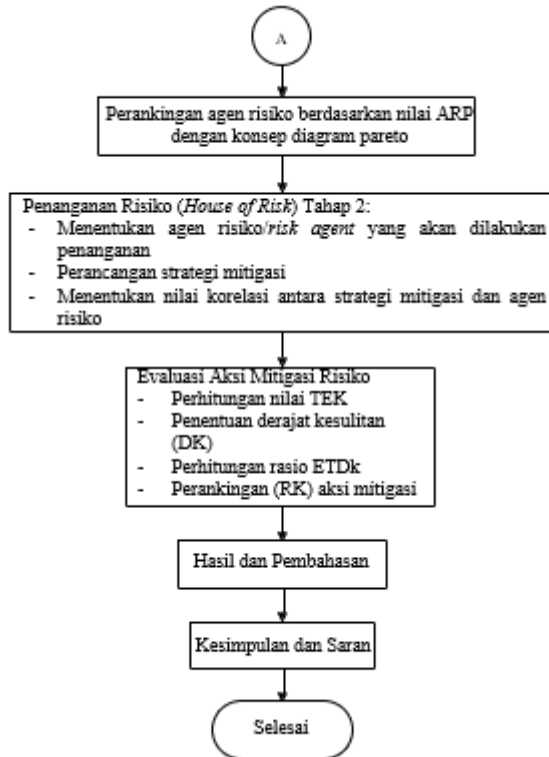 A
Perankingan agen risiko berdasarkan nilai ARP
dengan konsep diagram pareto
Penanganan Risiko (House of Risk) Tahap 2:
- Menentukan agen risiko/risk agent yang akan dilakukan
penanganan
- Perancangan strategi mitigasi
- Menentukan nilai korelasi antara strategi mitigasi dan agen
risiko
Evaluasi Aksi Mitigasi Risiko
- Perhitungan nilai TEK
- Penentuan derajat kesulitan
(DK)
- Perhitungan rasio ETDk
- Perankingan (RK) aksi mitigasi
Hasil dan Pembahasan
Kesimpulan dan Saran
Selesai